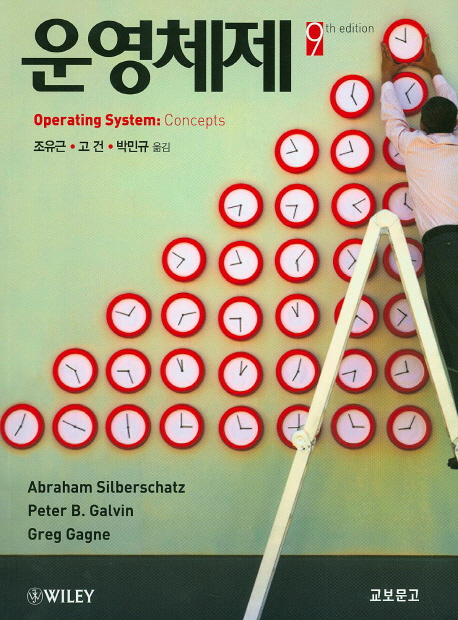 운영체제 9th edition
Operating System: Concepts
조유근 • 고 건 • 박민규 옮김
Abraham Silberschatz
Peter B. Galvin
Greg Gagne
WILEY
교보문고